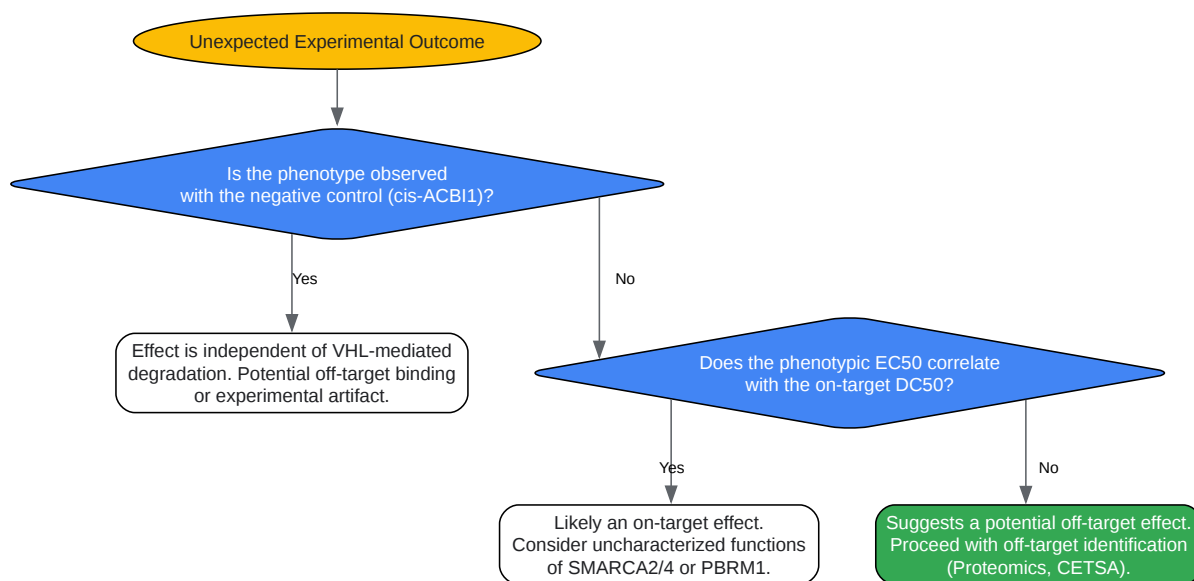 Unexpected Experimental Outcome
Is the phenotype observed
with the negative control (cis-ACBI1)?
Yes
No
Effect is independent of VHL-mediated
degradation. Potential off-target binding
or experimental artifact.
Does the phenotypic EC50 correlate
with the on-target DC50?
Yes
No
Likely an on-target effect.
Consider uncharacterized functions
of SMARCA2/4 or PBRM1.
Suggests a potential off-target effect.
Proceed with off-target identification
(Proteomics, CETSA).